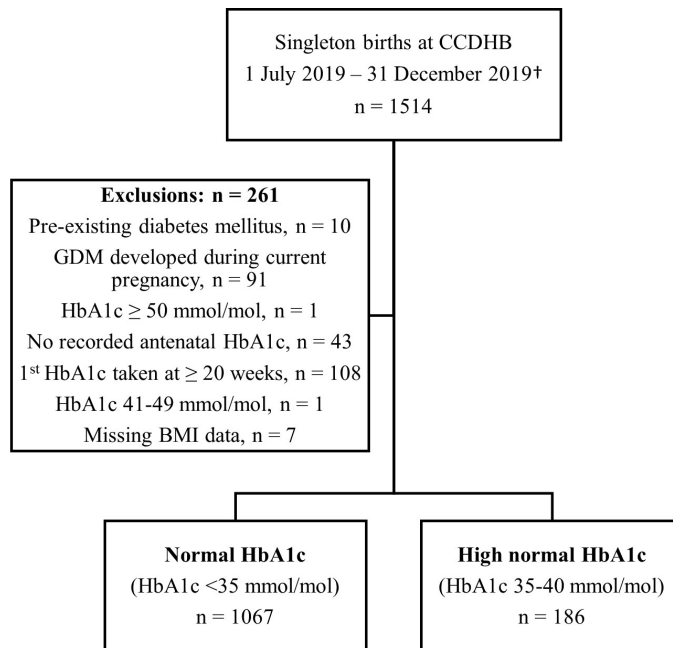 Singleton births at CCDHB
1 July 2019 – 31 December 2019†
n = 1514
Exclusions: n = 261
Pre-existing diabetes mellitus, n = 10
GDM developed during current
pregnancy, n = 91
HbA1c ≥ 50 mmol/mol, n = 1
No recorded antenatal HbA1c, n = 43
1st HbA1c taken at ≥ 20 weeks, n = 108
HbA1c 41-49 mmol/mol, n = 1
Missing BMI data, n = 7
Normal HbA1c
(HbA1c <35 mmol/mol)
n = 1067
High normal HbA1c
(HbA1c 35-40 mmol/mol)
n = 186